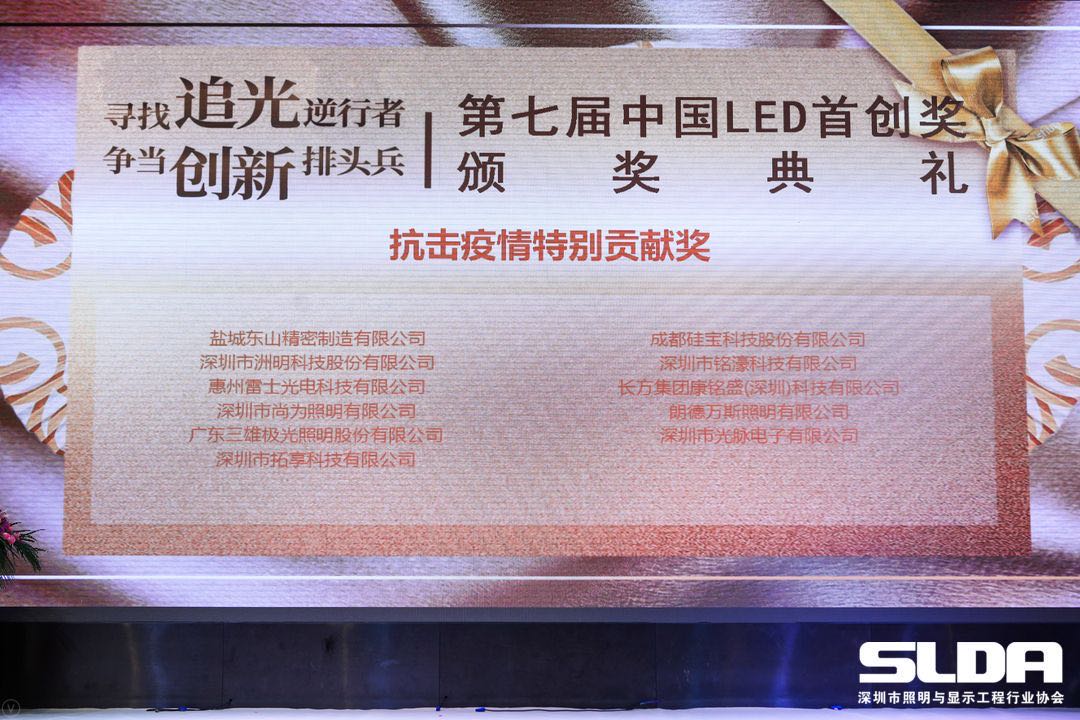 寻找追光逆行者
争当创新排头兵
第七届中国LED首创奖
颁奖典礼
抗击疫情特别贡献奖
盐城东山精密制造有限公司
深圳市洲明科技股份有限公司
惠州雷士光电科技有限公司
深圳市尚为照明有限公司
广东三雄极光照明股份有限公司
深圳市拓享科技有限公司
成都硅宝科技股份有限公司
深圳市铭濠科技有限公司
长方集团康铭盛(深圳)科技有限公司
朗德万斯照明有限公司
深圳市光脉电子有限公司
SLDA
深圳市照明与显示工程行业协会